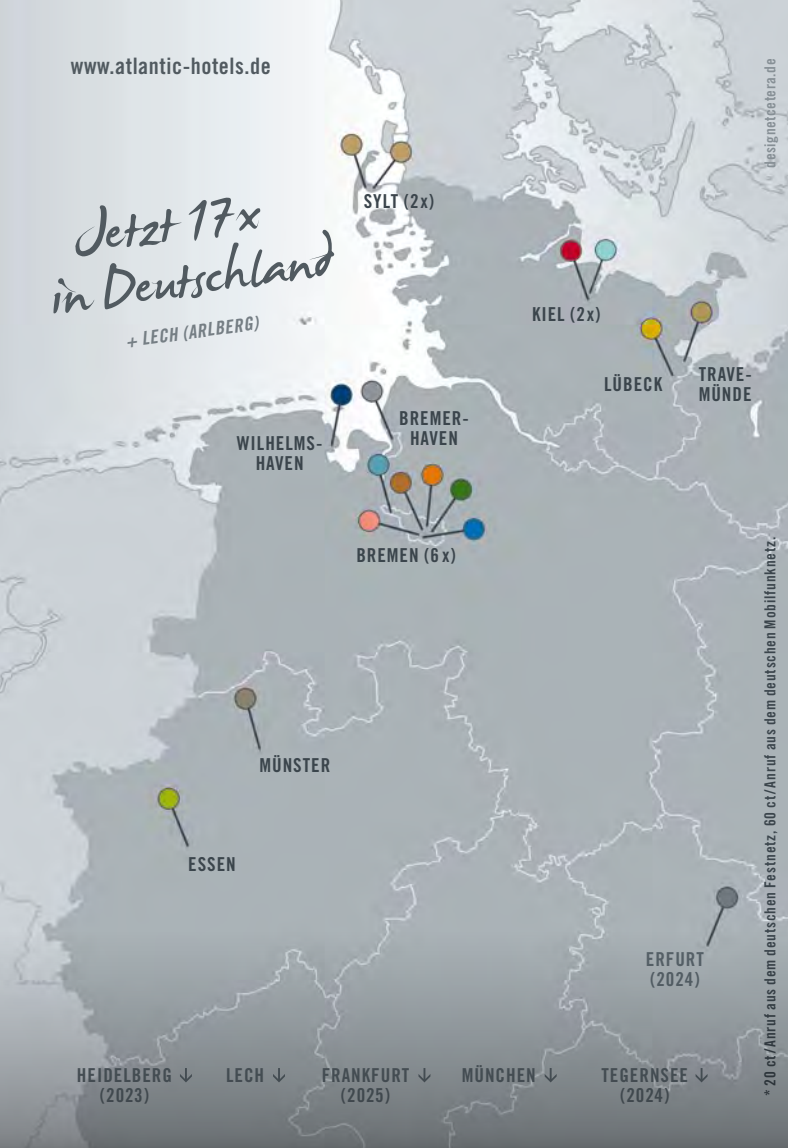 www.atlantic-hotels.de
designetcetera.de
Jetzt 17x
in Deutschland
+ LECH (ARLBERG)
SYLT (2x)
KIEL (2x)
LÜBECK
TRAVE-
MÜNDE
WILHELMS-
HAVEN
BREMER-
HAVEN
BREMEN (6x)
MÜNSTER
ESSEN
ERFURT
(2024)
HEIDELBERG ↓
(2023)
LECH ↓
FRANKFURT ↓
(2025)
MÜNCHEN ↓
TEGERNSEE ↓
(2024)
* 20 ct/Anruf aus dem deutschen Festnetz, 60 ct/Anruf aus dem deutschen Mobilfunknetz.